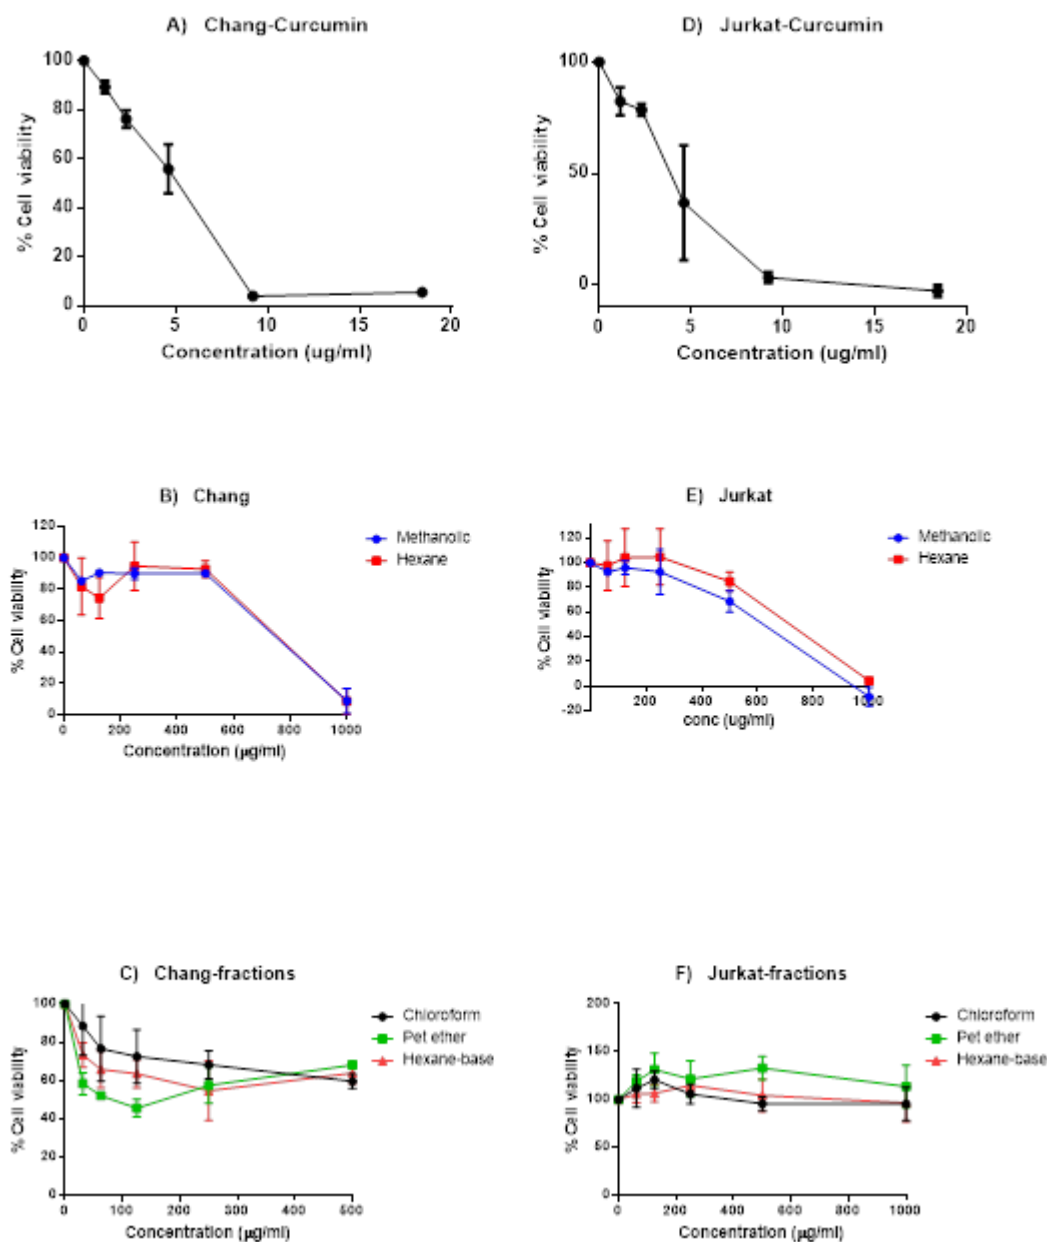 A) Chang-Curcumin
% Cell viability
100
80
60
40
20
0
0 5 10 15 20
Concentration (ug/ml)
D) Jurkat-Curcumin
% Cell viability
100
50
0
0 5 10 15 20
Concentration (ug/ml)
B) Chang
% Cell viability
120
100
80
60
40
20
0
0 200 400 600 800 1000
Concentration (µg/ml)
Methanolic
Hexane
E) Jurkat
% Cell viability
120
100
80
60
40
20
0
-20
200 400 600 800 1000
conc (ug/ml)
Methanolic
Hexane
C) Chang-fractions
% Cell viability
100
80
60
40
20
0
0 100 200 300 400 500
Concentration (µg/ml)
Chloroform
Pet ether
Hexane-base
F) Jurkat-fractions
% Cell viability
200
150
100
50
0
0 200 400 600 800 1000
Concentration (µg/ml)
Chloroform
Pet ether
Hexane-base